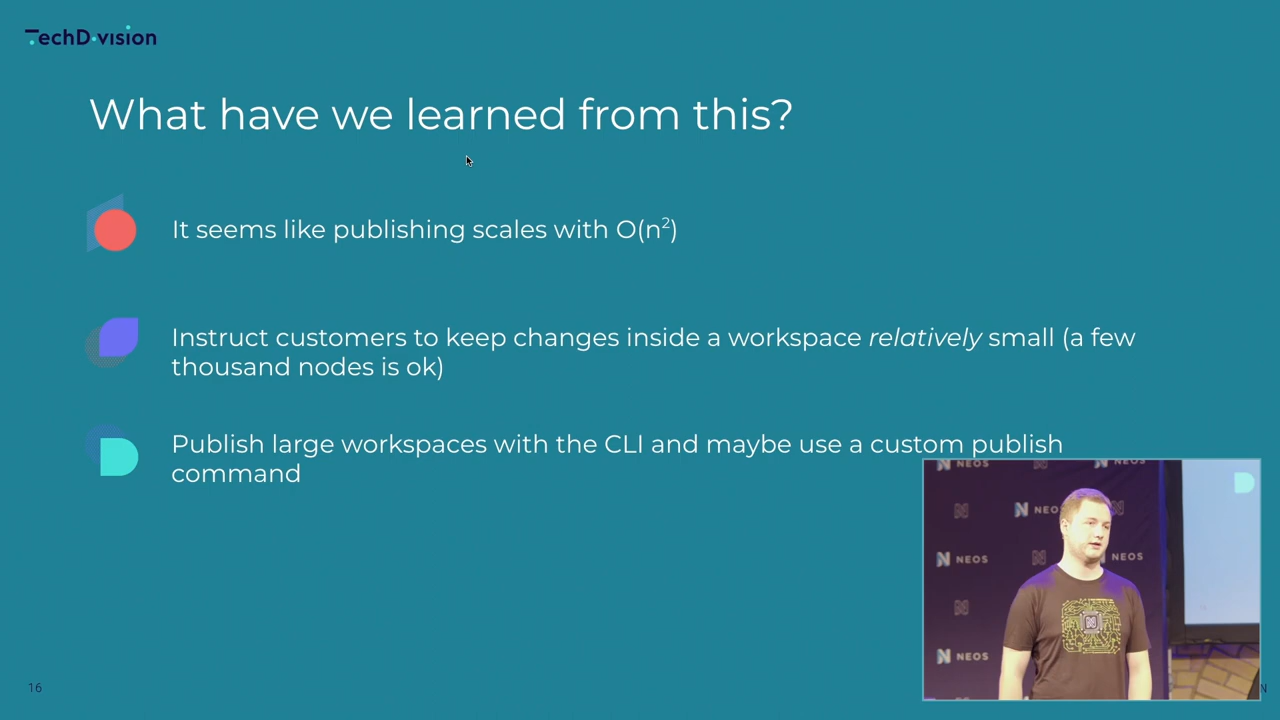 TechDivision
What have we learned from this?
It seems like publishing scales with O(n²)
Instruct customers to keep changes inside a workspace relatively small (a few
thousand nodes is ok)
Publish large workspaces with the CLI and maybe use a custom publish
command
NEOS
NEOS
NEOS
NEOS
NEOS
NEOS
16
N